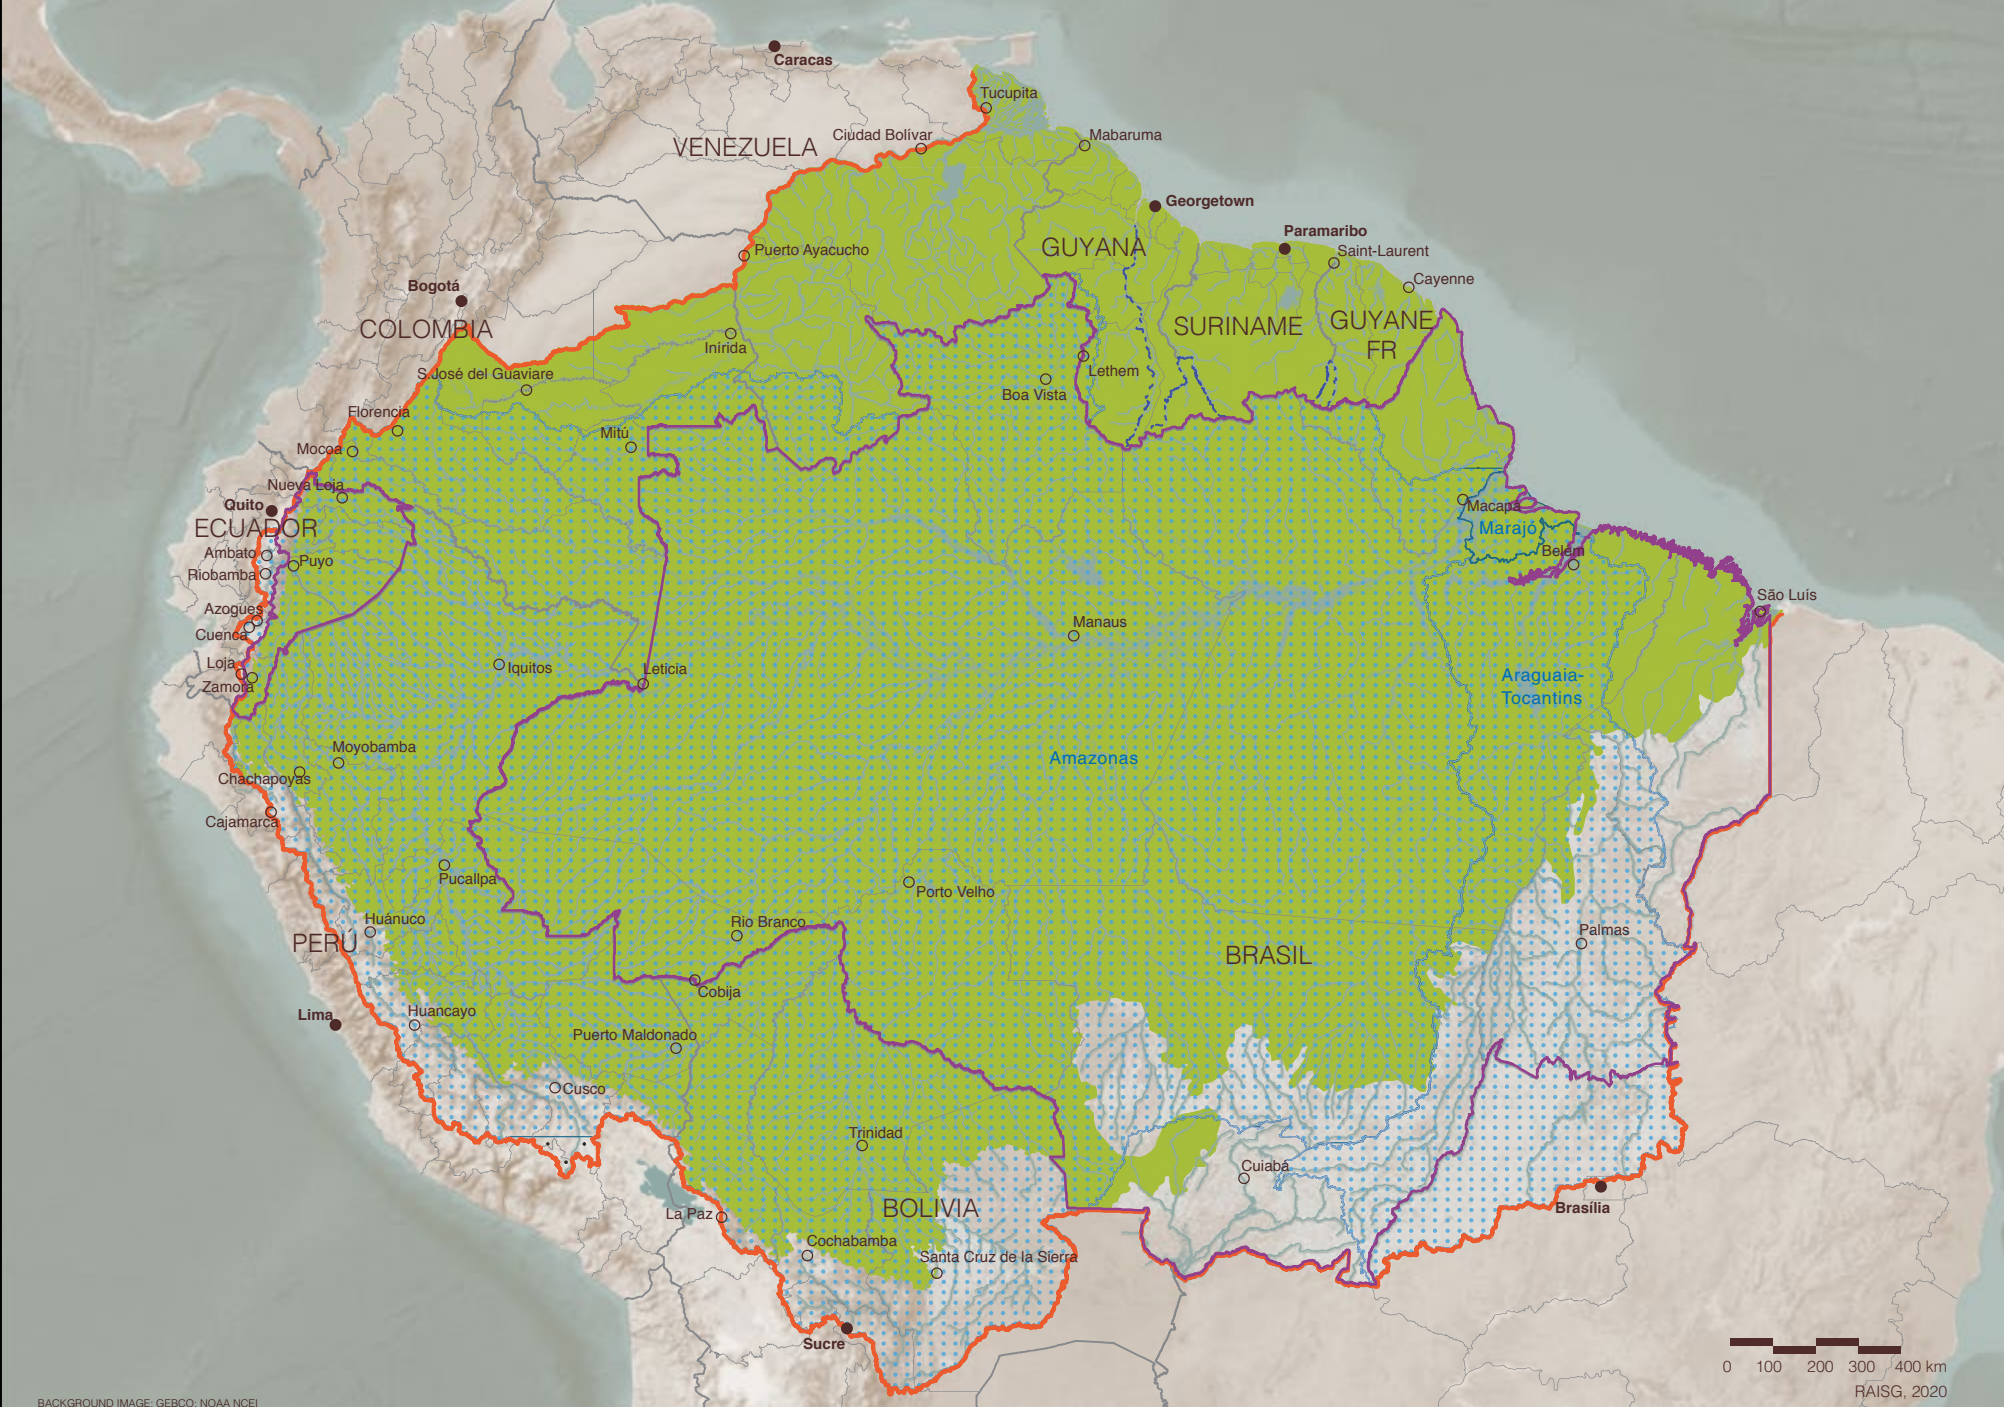 Caracas
Tucupita
VENEZUELA
Ciudad Bolívar
Mabaruma
Georgetown
Paramaribo
GUYANA
Puerto Ayacucho
Saint-Laurent
Cayenne
Bogotá
COLOMBIA
SURINAME
GUYANE
FR
Inírida
S.José del Guaviare
Lethem
Boa Vista
Florencia
Mitú
Mocoa
Nueva Loja
Quito
ECUADOR
Macapá
Marajó
Ambato
Puyo
Belém
Riobamba
Azogues
São Luís
Cuenca
Manaus
Loja
Iquitos
Leticia
Zamora
Araguaia-
Tocantins
Moyobamba
Amazonas
Chachapoyas
Cajamarca
Pucallpa
Porto Velho
Huánuco
Rio Branco
PERÚ
Palmas
BRASIL
Cobija
Lima
Huancayo
Puerto Maldonado
Cusco
Trinidad
Cuiabá
BOLIVIA
La Paz
Brasília
Cochabamba
Santa Cruz de la Sierra
Sucre
0 100 200 300 400 km
RAISG, 2020
BACKGROUND IMAGE: GEBCO; NOAA NCEI